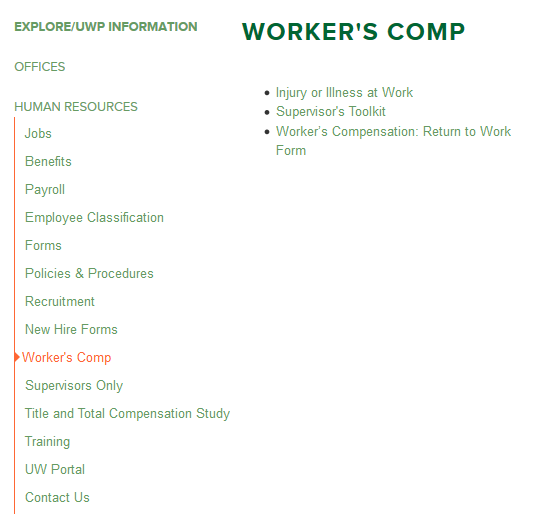 EXPLORE/UWP INFORMATION
OFFICES
HUMAN RESOURCES
Jobs
Benefits
Payroll
Employee Classification
Forms
Policies & Procedures
Recruitment
New Hire Forms
Worker's Comp
Supervisors Only
Title and Total Compensation Study
Training
UW Portal
Contact Us
WORKER'S COMP
Injury or Illness at Work
Supervisor's Toolkit
Worker's Compensation: Return to Work
Form